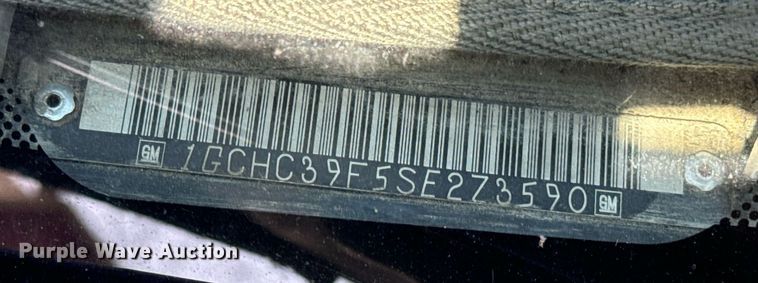 GM 1GCHC39F5SE273590 GM
Purple Wave Auction